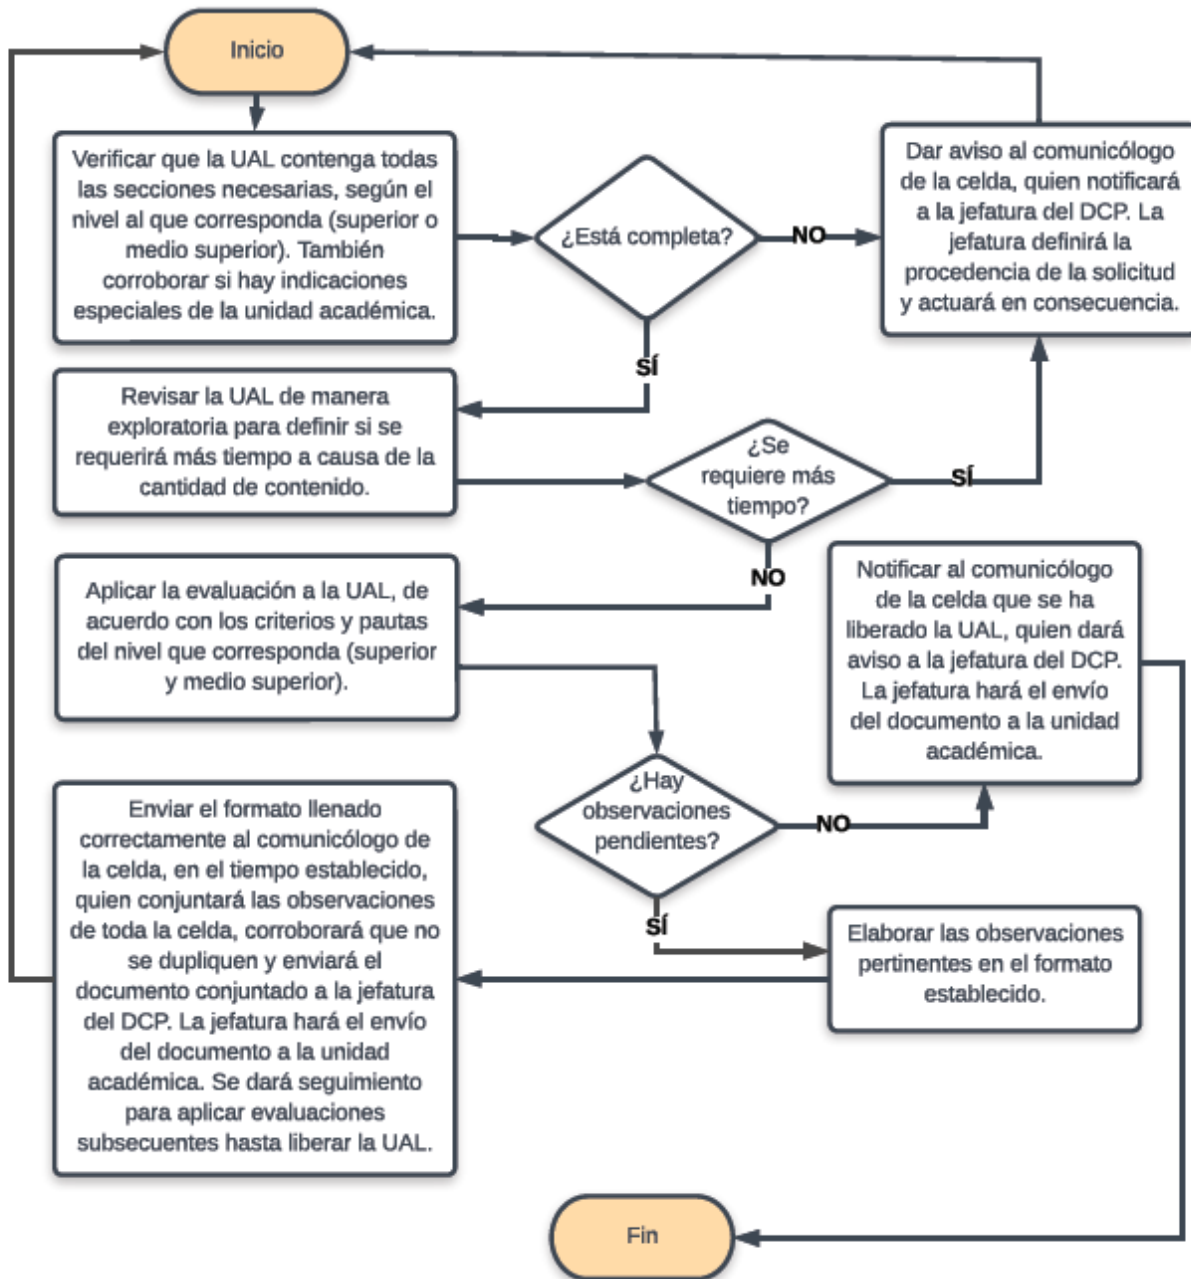 Inicio
Verificar que la UAL contenga todas
las secciones necesarias, según el
nivel al que corresponda (superior o
medio superior). También
corroborar si hay indicaciones
especiales de la unidad académica.
¿Está completa?
NO
Dar aviso al comunicólogo
de la celda, quien notificará
a la jefatura del DCP. La
jefatura definirá la
procedencia de la solicitud
y actuará en consecuencia.
SÍ
Revisar la UAL de manera
exploratoria para definir si se
requerirá más tiempo a causa de la
cantidad de contenido.
¿Se
requiere más
tiempo?
SÍ
NO
Aplicar la evaluación a la UAL, de
acuerdo con los criterios y pautas
del nivel que corresponda (superior
y medio superior).
Notificar al comunicólogo
de la celda que se ha
liberado la UAL, quien dará
aviso a la jefatura del DCP.
La jefatura hará el envío
del documento a la unidad
académica.
¿Hay
observaciones
pendientes?
NO
SÍ
Elaborar las observaciones
pertinentes en el formato
establecido.
Enviar el formato llenado
correctamente al comunicólogo de
la celda, en el tiempo establecido,
quien conjuntará las observaciones
de toda la celda, corroborará que no
se dupliquen y enviará el
documento conjuntado a la jefatura
del DCP. La jefatura hará el envío
del documento a la unidad
académica. Se dará seguimiento
para aplicar evaluaciones
subsecuentes hasta liberar la UAL.
Fin